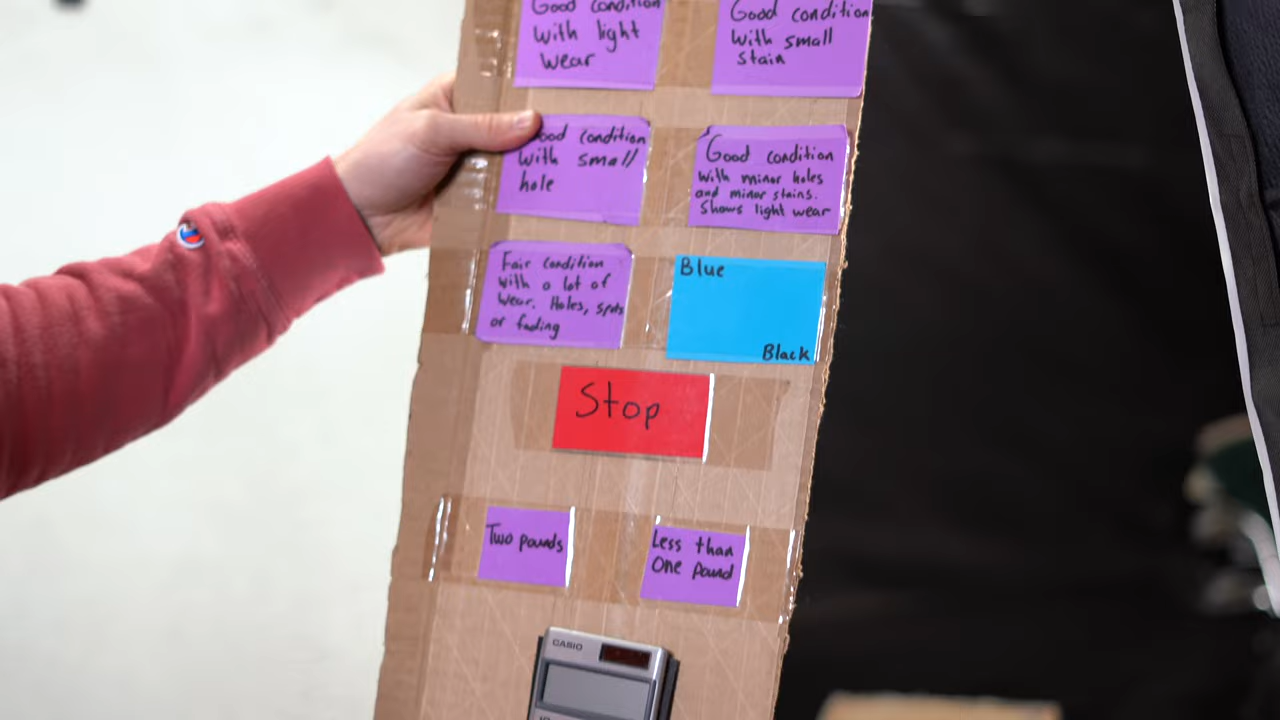 Good condition
with light
wear
Good condition
with small
stain
Good condition
with small
hole
Good condition
with minor holes
and minor stains.
Shows light wear
Fair condition
with a lot of
wear. Holes, spots
or fading
Blue
Black
Stop
Two pounds
Less than
One pound
CASIO